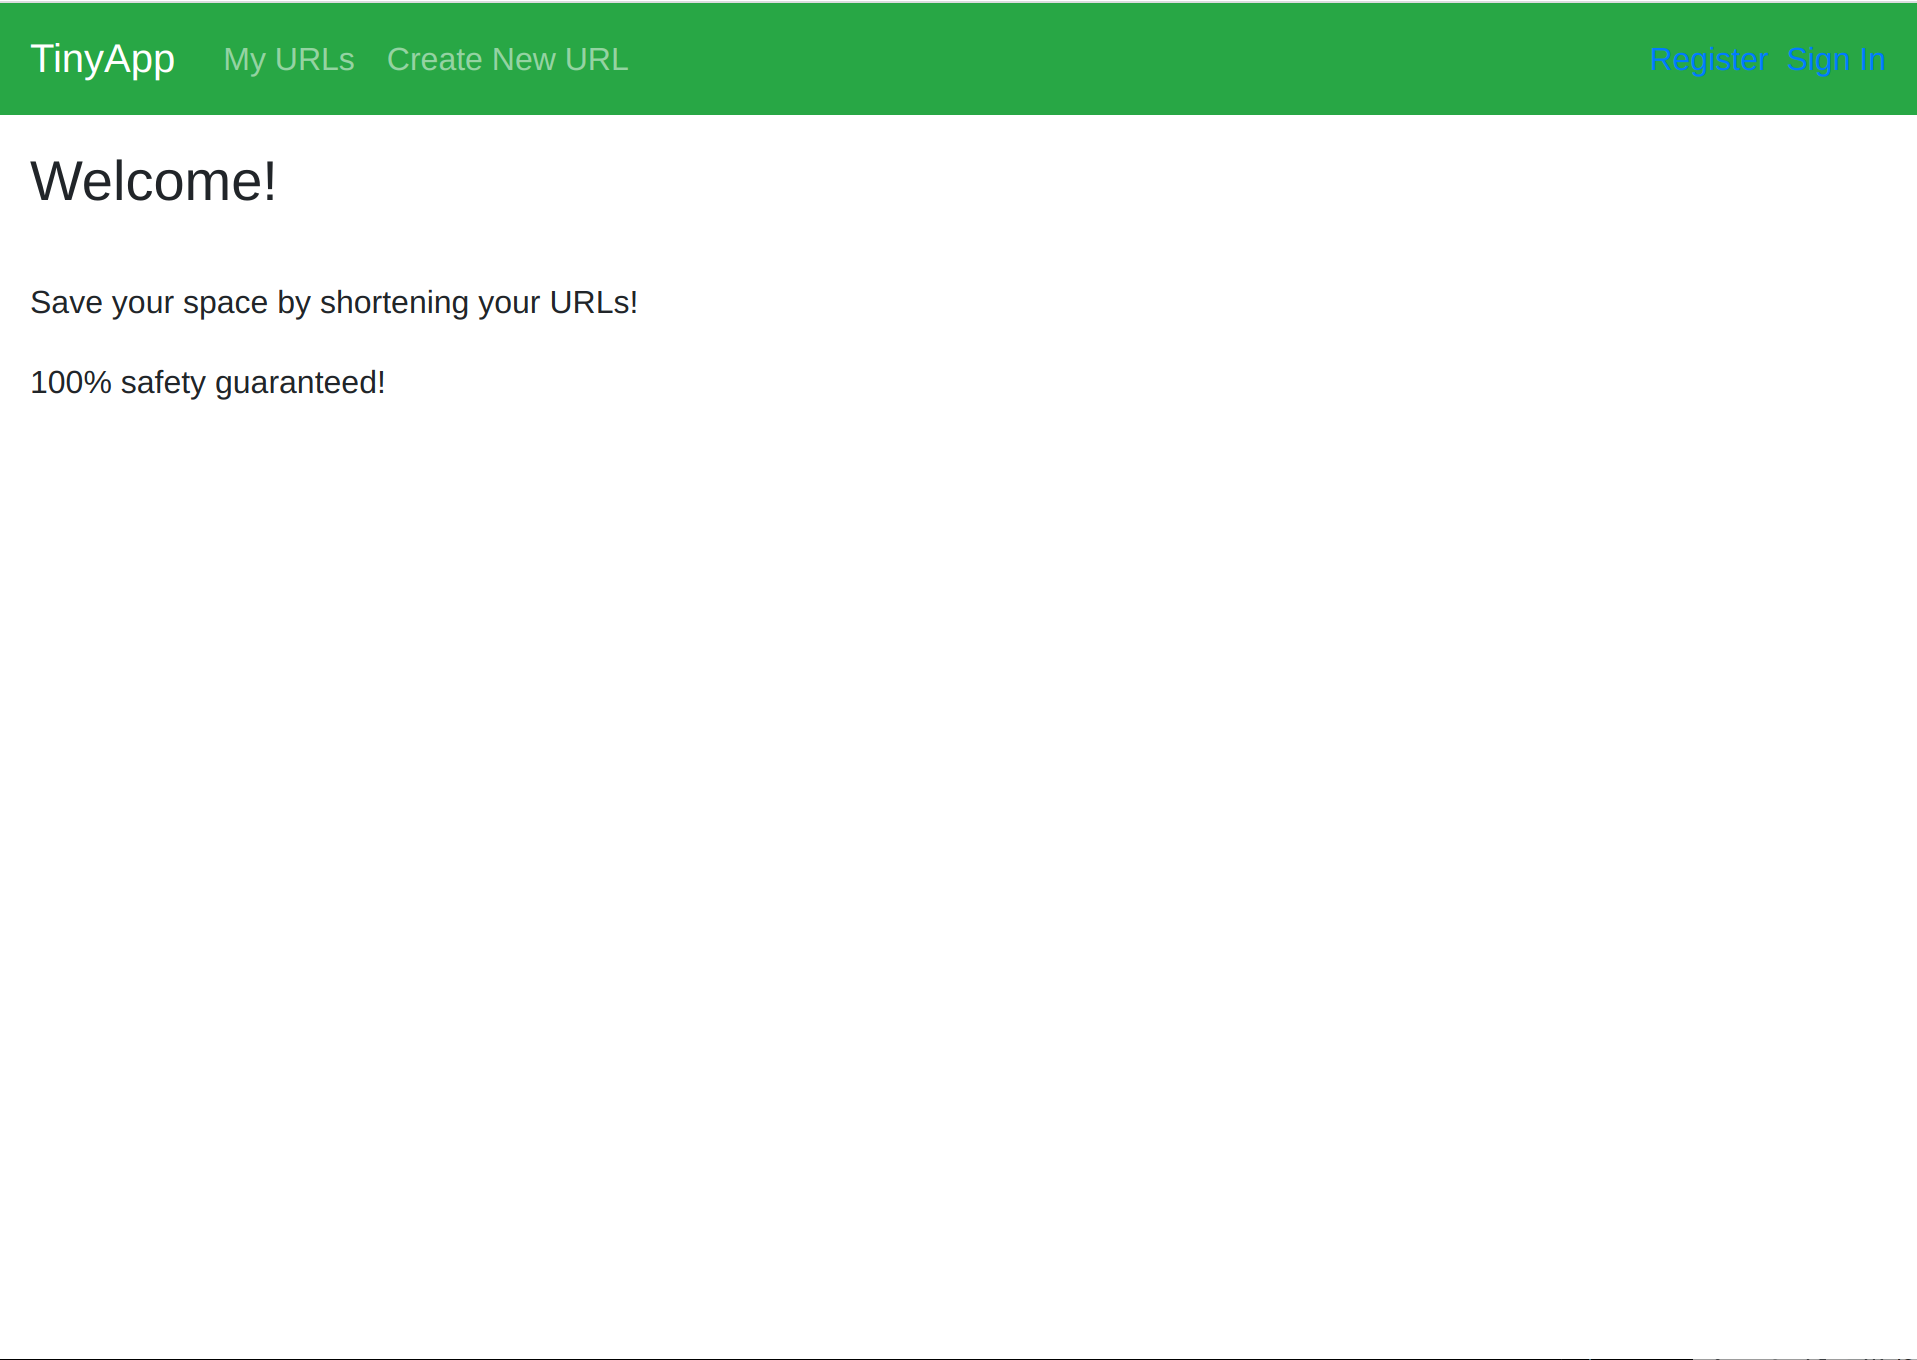 TinyApp My URLs Create New URL Register Sign In
Welcome!
Save your space by shortening your URLs!
100% safety guaranteed!